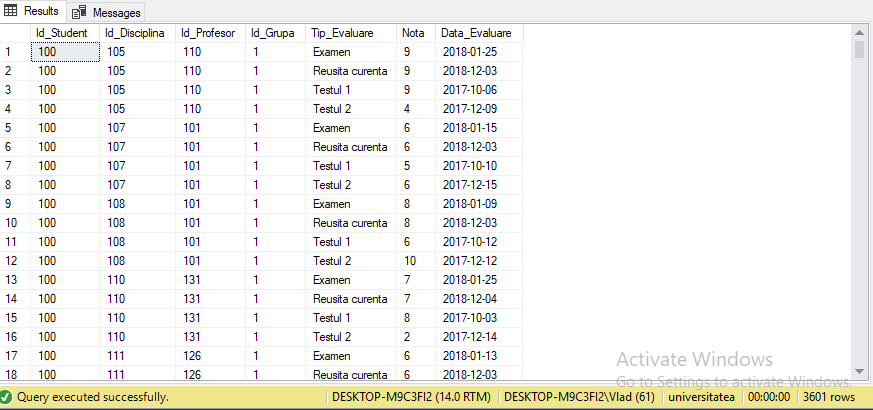 Results Messages
Id_Student Id_Disciplina Id_Profesor Id_Grupa Tip_Evaluare Nota Data_Evaluare
1 100 105 110 1 Examen 9 2018-01-25
2 100 105 110 1 Reusita curenta 9 2018-12-03
3 100 105 110 1 Testul 1 9 2017-10-06
4 100 105 110 1 Testul 2 4 2017-12-09
5 100 107 101 1 Examen 6 2018-01-15
6 100 107 101 1 Reusita curenta 6 2018-12-03
7 100 107 101 1 Testul 1 5 2017-10-10
8 100 107 101 1 Testul 2 6 2017-12-15
9 100 108 101 1 Examen 8 2018-01-09
10 100 108 101 1 Reusita curenta 8 2018-12-03
11 100 108 101 1 Testul 1 6 2017-10-12
12 100 108 101 1 Testul 2 10 2017-12-12
13 100 110 131 1 Examen 7 2018-01-25
14 100 110 131 1 Reusita curenta 7 2018-12-04
15 100 110 131 1 Testul 1 8 2017-10-03
16 100 110 131 1 Testul 2 2 2017-12-14
17 100 111 126 1 Examen 6 2018-01-13
18 100 111 126 1 Reusita curenta 6 2018-12-03
Activate Windows
Go to Settings to activate Windows.
Query executed successfully. DESKTOP-M9C3FI2 (14.0 RTM) DESKTOP-M9C3FI2\Vlad (61) universitatea 00:00:00 3601 rows